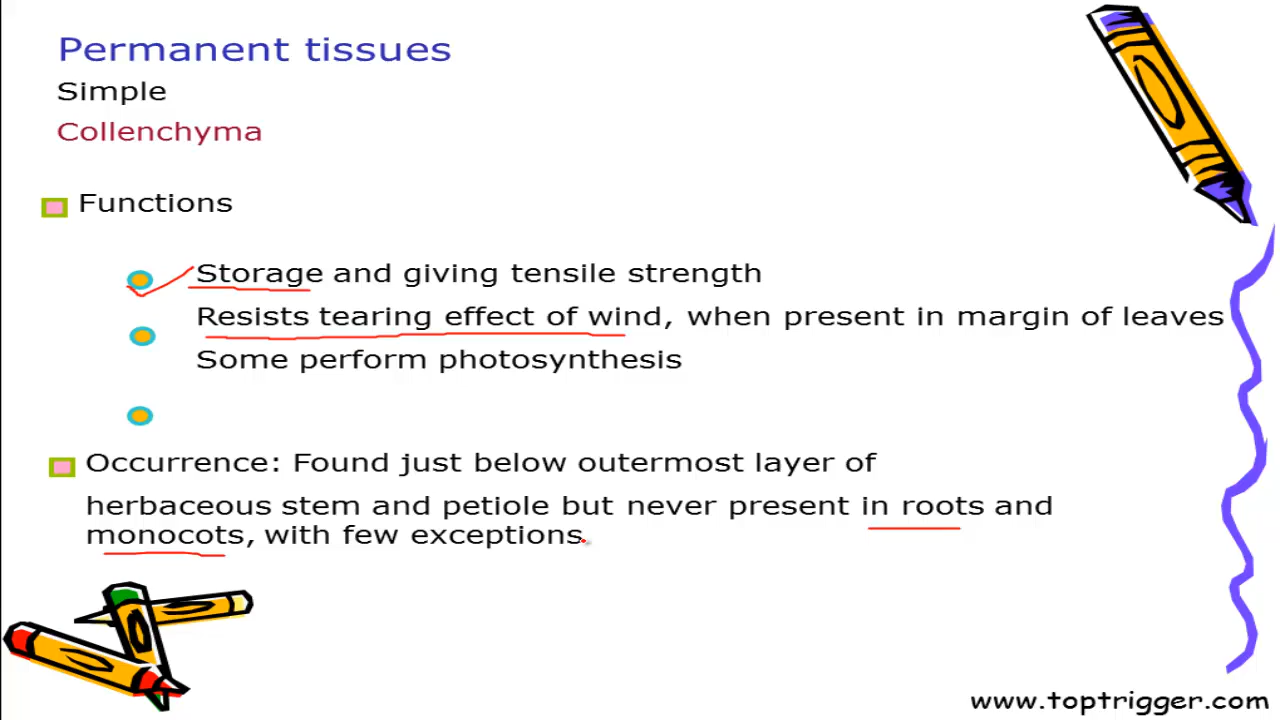 Permanent tissues
Simple
Collenchyma
Functions
Storage and giving tensile strength
Resists tearing effect of wind, when present in margin of leaves
Some perform photosynthesis
Occurrence: Found just below outermost layer of
herbaceous stem and petiole but never present in roots and
monocots, with few exceptions.
www.toptrigger.com